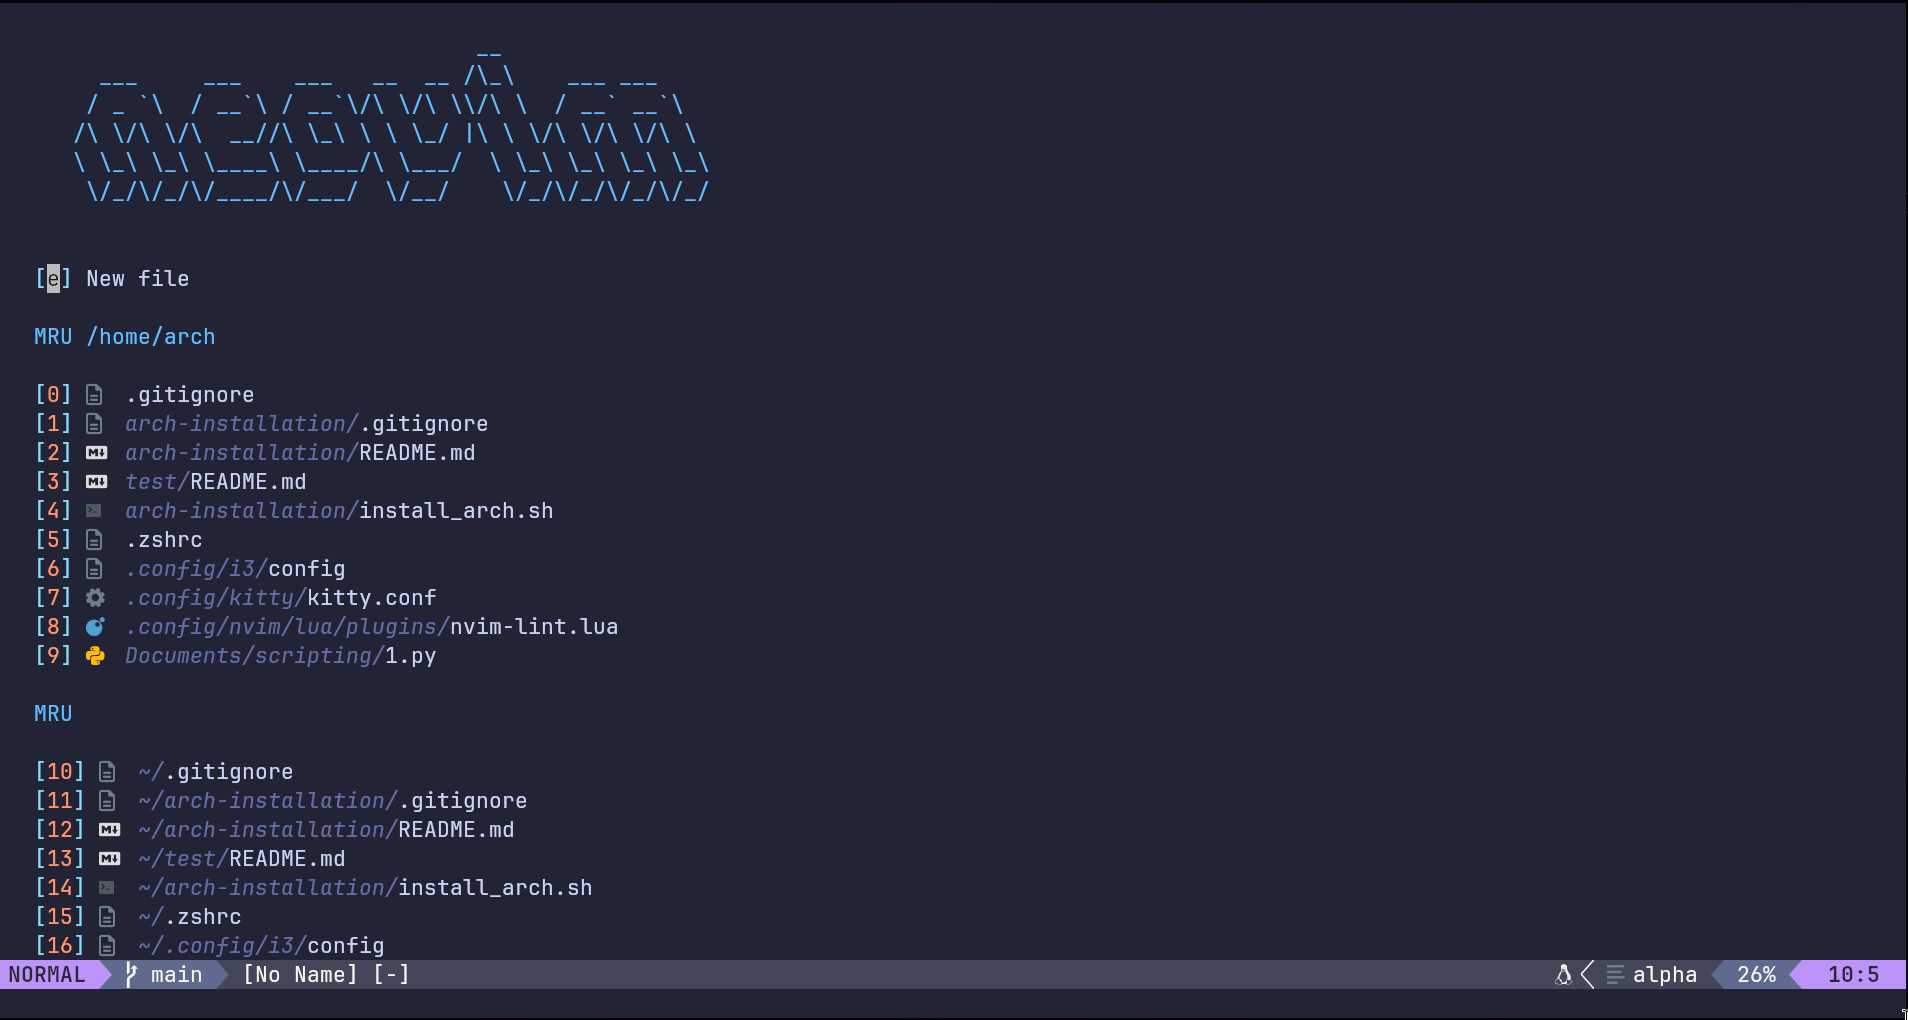 __
     ___     ___    ___   __  __ /\_\    ___ ___
    / _ `\  / __`\ / __`\/\ \/\ \\/\ \  / __` __`\
   /\ \/\ \/\  __//\ \_\ \ \ \_/ |\ \ \/\ \/\ \/\ \
   \ \_\ \_\ \____\ \____/\ \___/  \ \_\ \_\ \_\ \_\
    \/_/\/_/\/____/\/___/  \/__/    \/_/\/_/\/_/\/_/
[e] New file
MRU /home/arch
[0] .gitignore
[1] arch-installation/.gitignore
[2] arch-installation/README.md
[3] test/README.md
[4] arch-installation/install_arch.sh
[5] .zshrc
[6] .config/i3/config
[7] .config/kitty/kitty.conf
[8] .config/nvim/lua/plugins/nvim-lint.lua
[9] Documents/scripting/1.py
MRU
[10] ~/.gitignore
[11] ~/arch-installation/.gitignore
[12] ~/arch-installation/README.md
[13] ~/test/README.md
[14] ~/arch-installation/install_arch.sh
[15] ~/.zshrc
[16] ~/.config/i3/config
NORMAL main [No Name] [-] alpha 26% 10:5